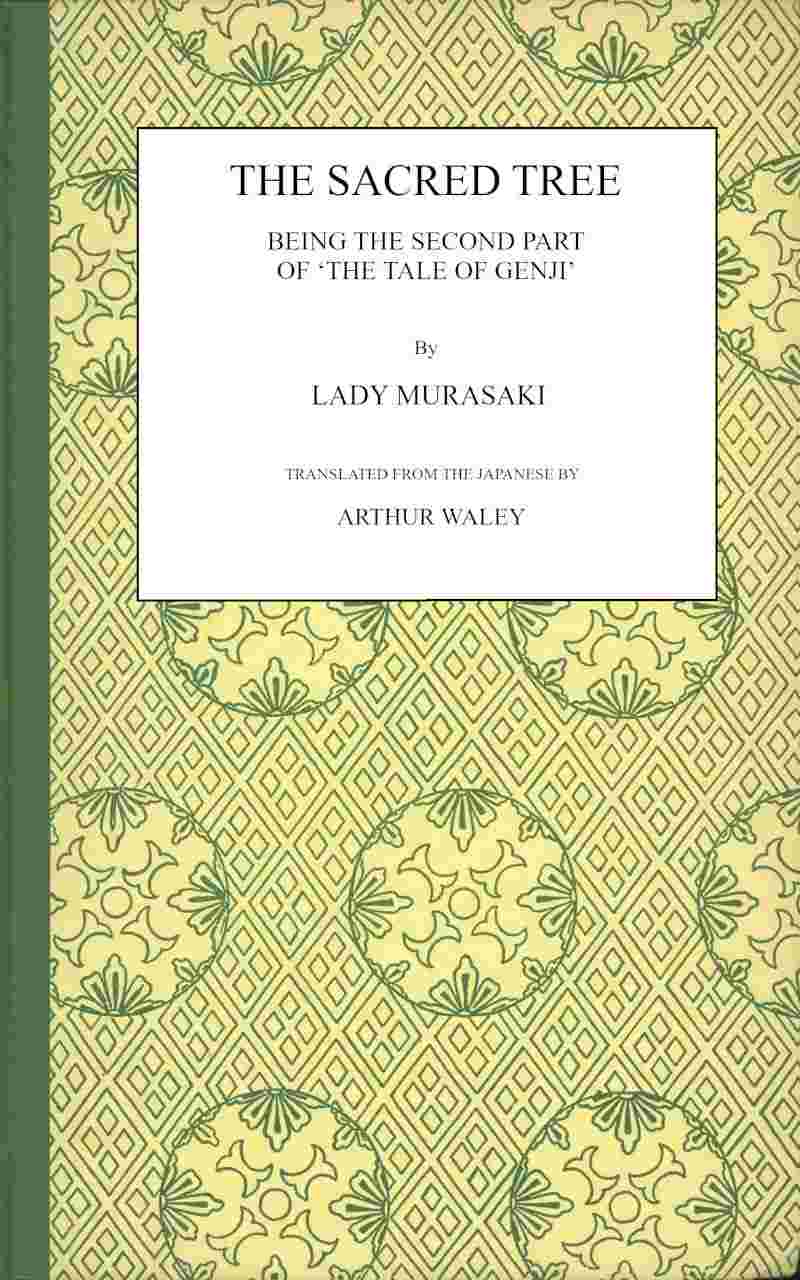 THE SACRED TREE
BEING THE SECOND PART
OF ‘THE TALE OF GENJI’
By
LADY MURASAKI
TRANSLATED FROM THE JAPANESE BY
ARTHUR WALEY